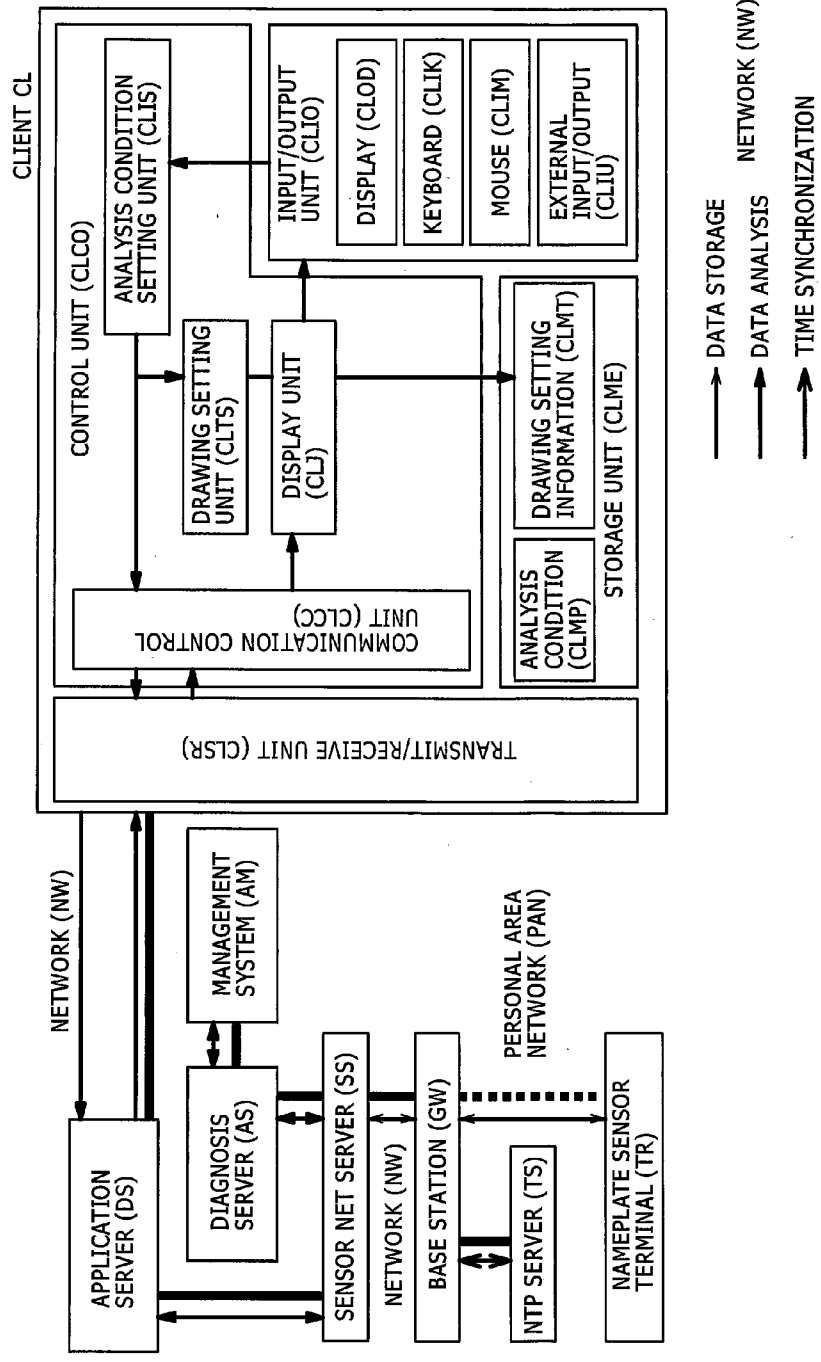 CLIENT CL
CONTROL UNIT (CLCO)
ANALYSIS CONDITION
SETTING UNIT (CLIS)
INPUT/OUTPUT
UNIT (CLIO)
DISPLAY (CLOD)
KEYBOARD (CLIK)
MOUSE (CLIM)
EXTERNAL
INPUT/OUTPUT
(CLIU)
DRAWING SETTING
UNIT (CLTS)
DISPLAY UNIT
(CLJ)
COMMUNICATION CONTROL
UNIT (CLCC)
DRAWING SETTING
INFORMATION (CLMT)
ANALYSIS
CONDITION
(CLMP)
STORAGE UNIT (CLME)
TRANSMIT/RECEIVE UNIT (CLSR)
NETWORK (NW)
APPLICATION
SERVER (DS)
MANAGEMENT
SYSTEM (AM)
DIAGNOSIS
SERVER (AS)
SENSOR NET SERVER (SS)
NETWORK (NW)
BASE STATION (GW)
PERSONAL AREA
NETWORK (PAN)
NTP SERVER (TS)
NAMEPLATE SENSOR
TERMINAL (TR)
DATA STORAGE
DATA ANALYSIS
NETWORK (NW)
TIME SYNCHRONIZATION